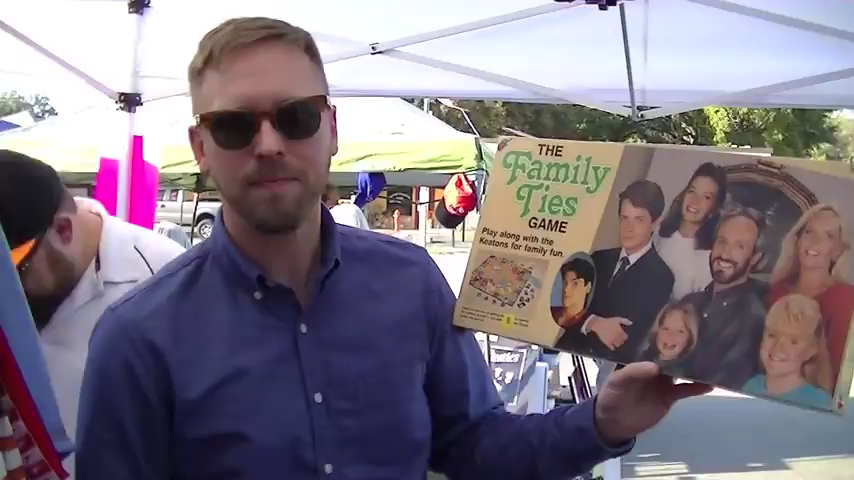 THE
Family
Ties
GAME
Play along with the
Keatons for family fun.